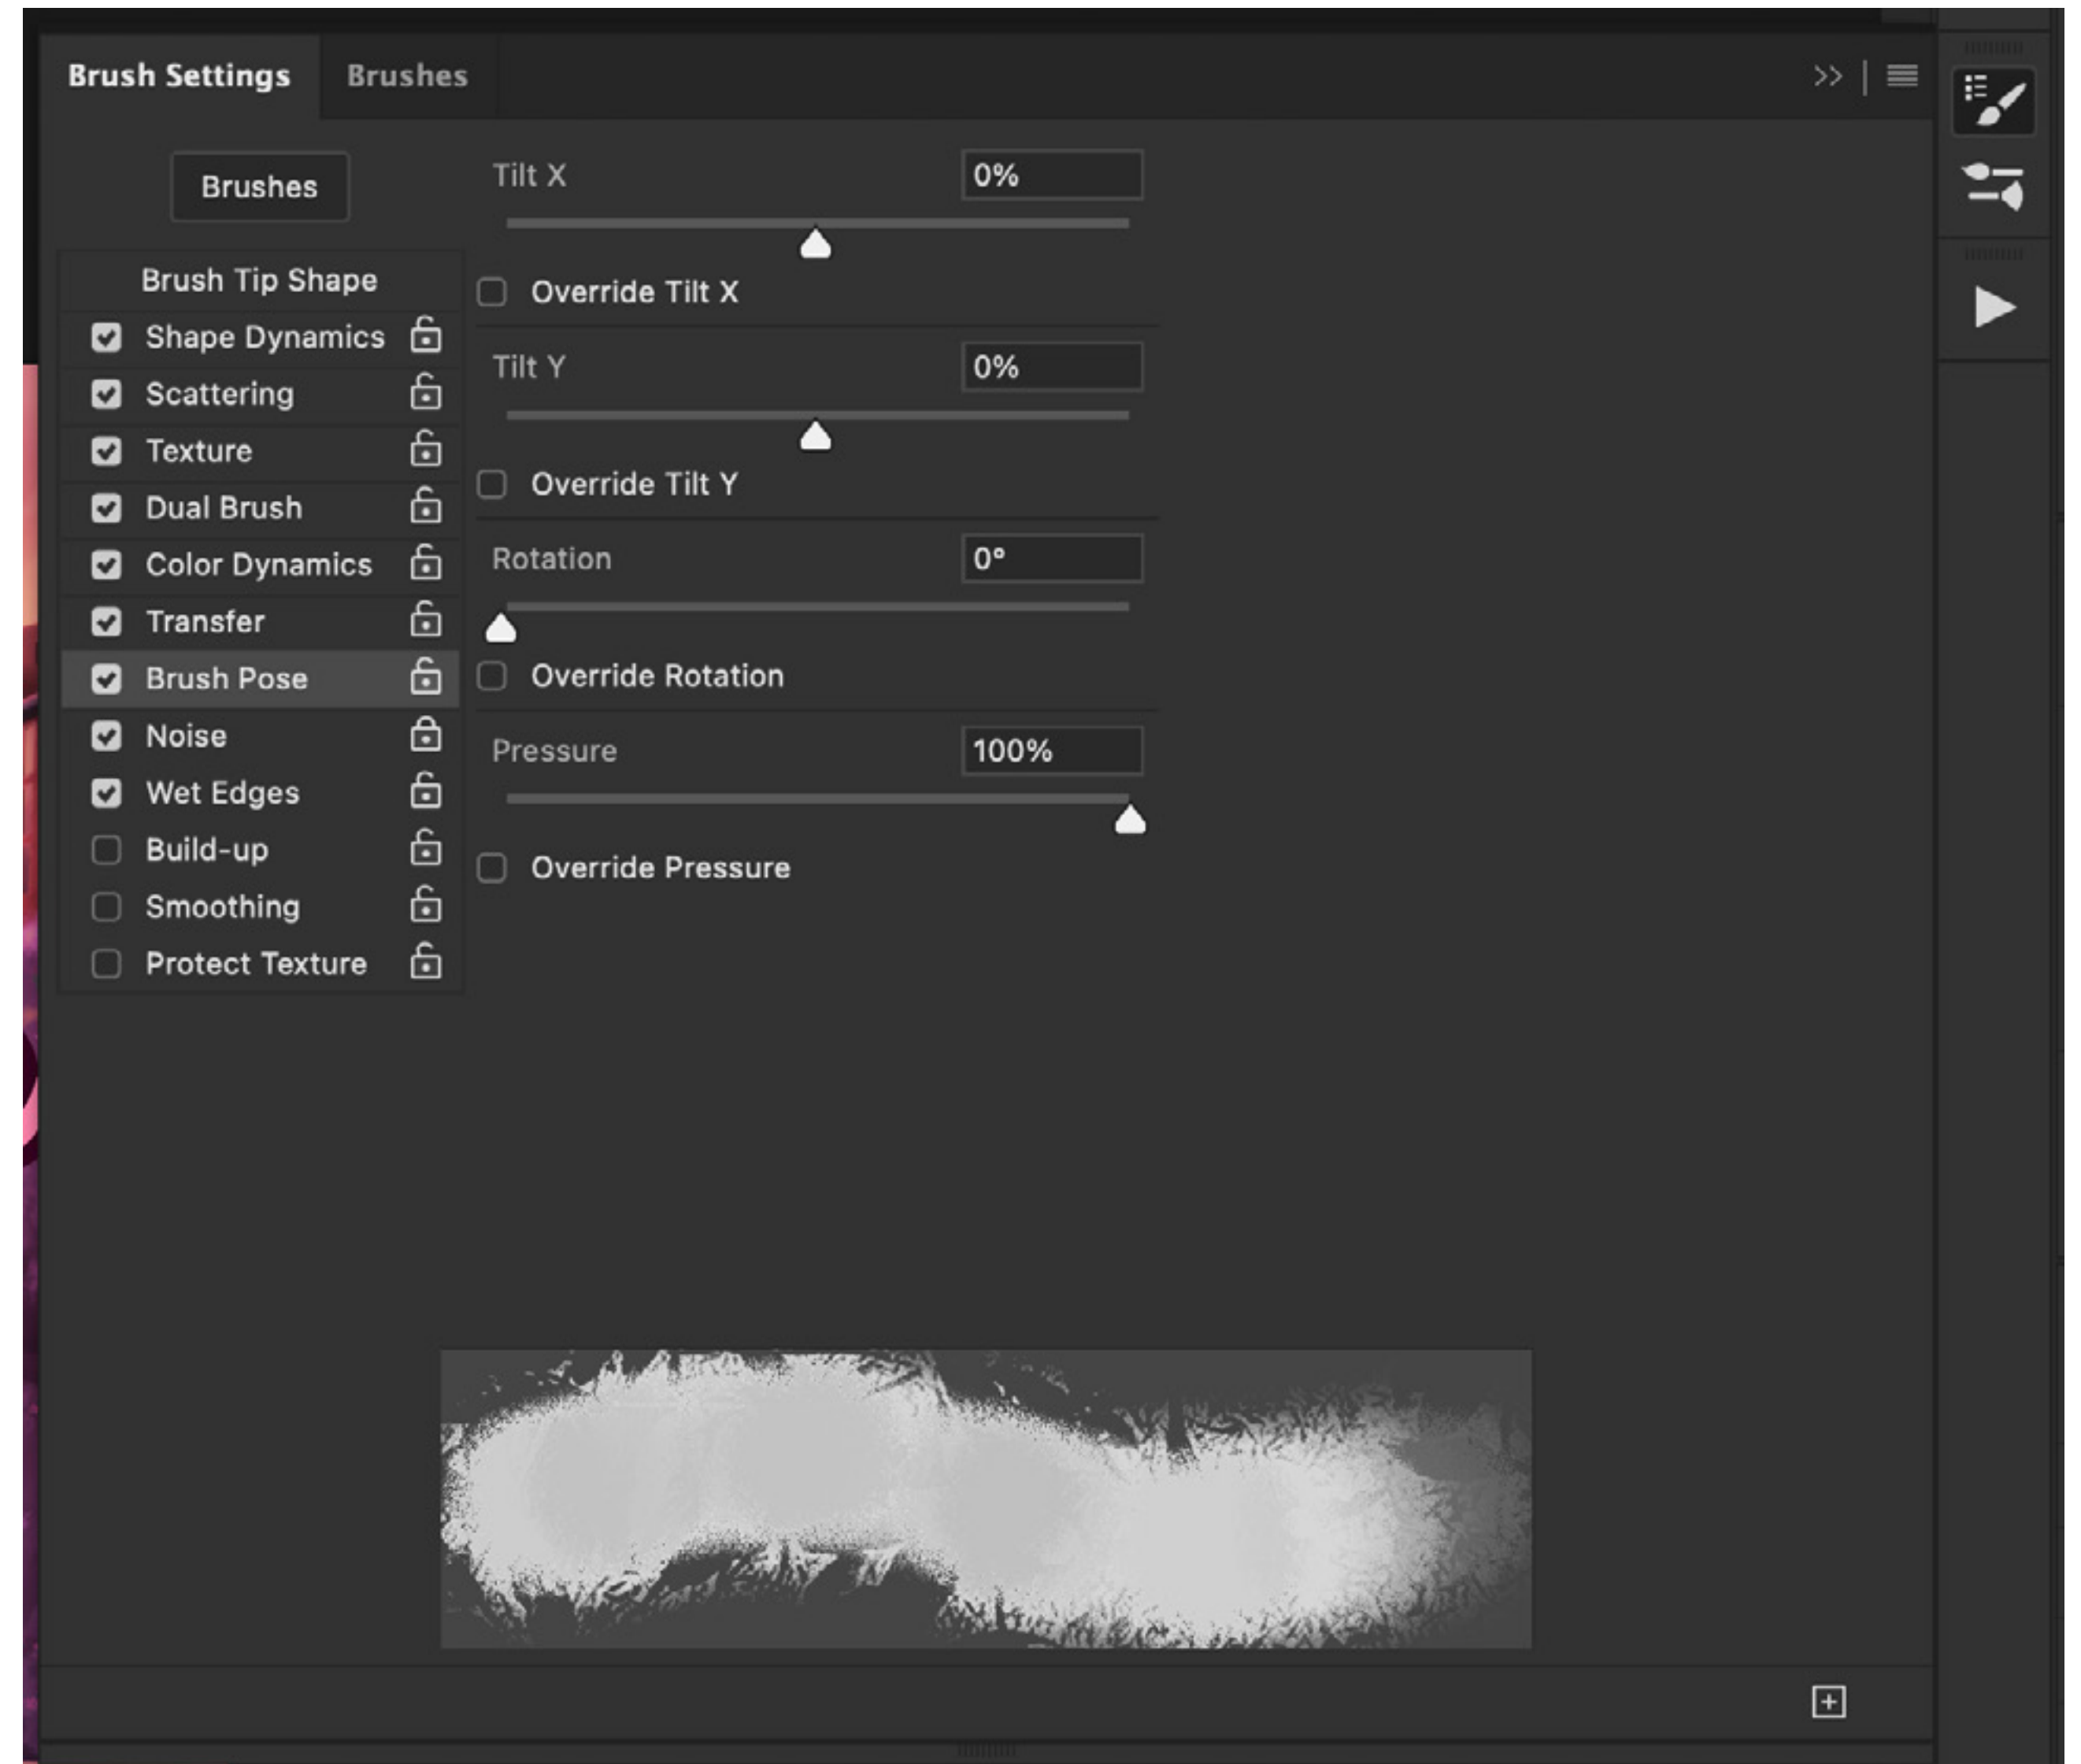 Brush Settings
Brushes
Brushes
Brush Tip Shape
Shape Dynamics
Scattering
Texture
Dual Brush
Color Dynamics
Transfer
Brush Pose
Noise
Wet Edges
Build-up
Smoothing
Protect Texture
Tilt X 0%
Override Tilt X
Tilt Y 0%
Override Tilt Y
Rotation 0°
Override Rotation
Pressure 100%
Override Pressure